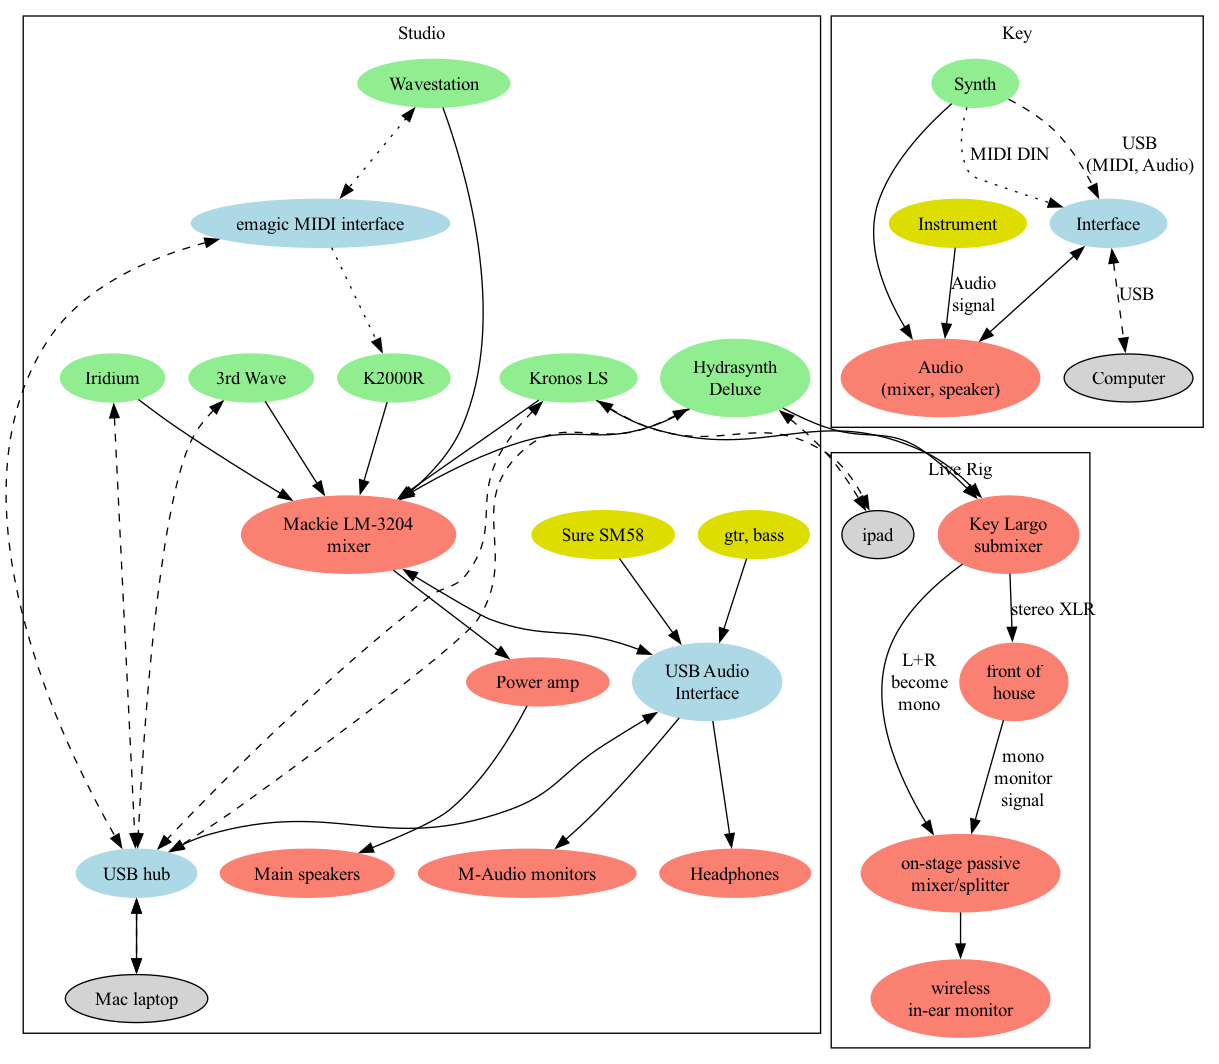 Studio
Wavestation
emagic MIDI interface
Iridium
3rd Wave
K2000R
Kronos LS
Hydrasynth
Deluxe
Mackie LM-3204
mixer
Sure SM58
gtr, bass
Power amp
USB Audio
Interface
USB hub
Main speakers
M-Audio monitors
Headphones
Mac laptop
Key
Synth
MIDI DIN
USB
(MIDI, Audio)
Instrument
Interface
Audio
signal
USB
Audio
(mixer, speaker)
Computer
Live Rig
ipad
Key Largo
submixer
stereo XLR
L+R
become
mono
front of
house
mono
monitor
signal
on-stage passive
mixer/splitter
wireless
in-ear monitor